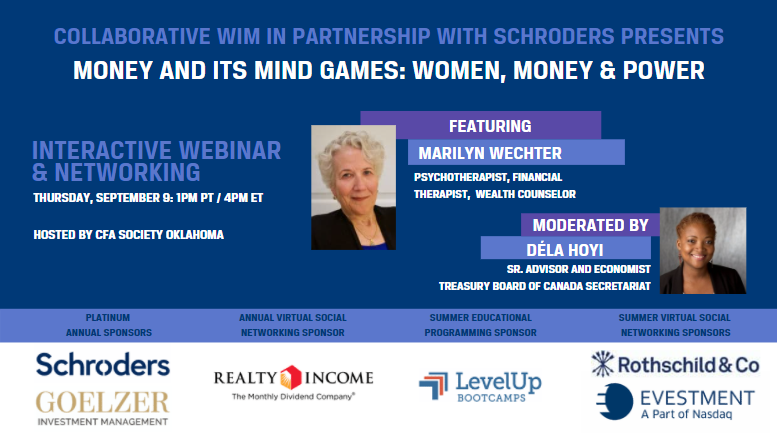 COLLABORATIVE WIM IN PARTNERSHIP WITH SCHRODERS PRESENTS
MONEY AND ITS MIND GAMES: WOMEN, MONEY & POWER
INTERACTIVE WEBINAR
& NETWORKING
THURSDAY, SEPTEMBER 9: 1PM PT / 4PM ET
HOSTED BY CFA SOCIETY OKLAHOMA
FEATURING
MARILYN WECHTER
PSYCHOTHERAPIST, FINANCIAL
THERAPIST, WEALTH COUNSELOR
MODERATED BY
DÉLA HOYI
SR. ADVISOR AND ECONOMIST
TREASURY BOARD OF CANADA SECRETARIAT
PLATINUM
ANNUAL SPONSORS
Schroders
GOELZER
INVESTMENT MANAGEMENT
ANNUAL VIRTUAL SOCIAL
NETWORKING SPONSOR
REALTY INCOME
The Monthly Dividend Company®
SUMMER EDUCATIONAL
PROGRAMMING SPONSOR
LevelUp
BOOTCAMPS
SUMMER VIRTUAL SOCIAL
NETWORKING SPONSORS
Rothschild & Co
EVESTMENT
A Part of Nasdaq